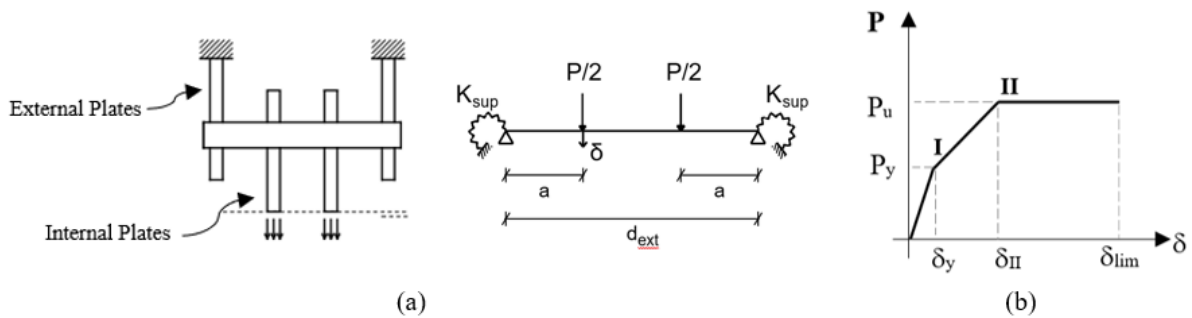 External Plates
Internal Plates
P/2
P/2
K_sup
K_sup
δ
a
a
d_ext
(a)
P
II
P_u
I
P_y
δ_y
δ_II
δ_lim
δ
(b)